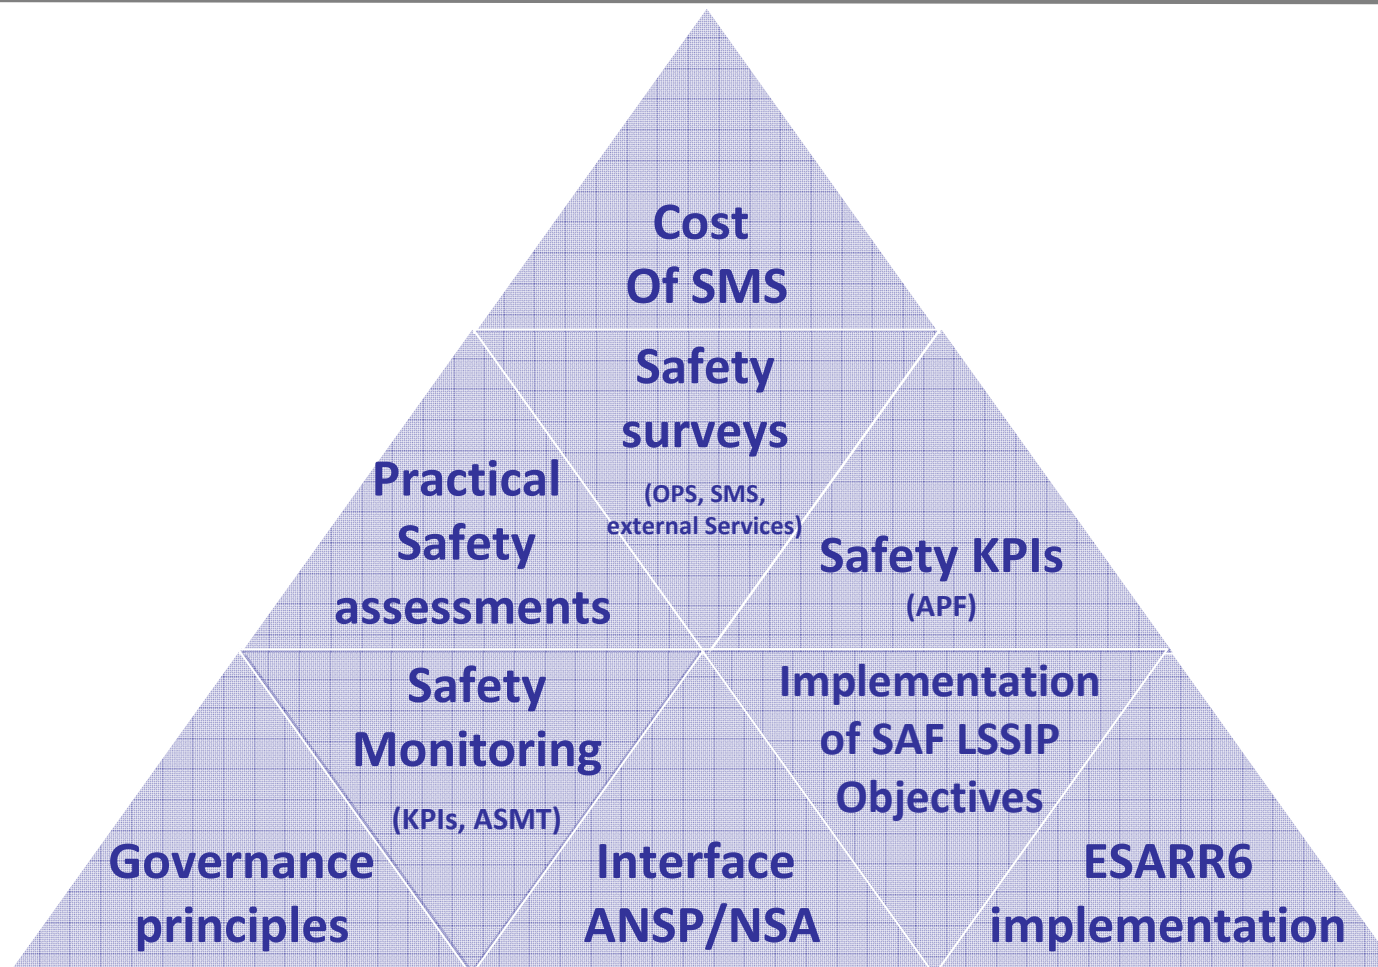 Cost
Of SMS
Safety
surveys
(OPS, SMS,
external Services)
Practical
Safety
assessments
Safety KPIs
(APF)
Safety
Monitoring
(KPIs, ASMT)
Implementation
of SAF LSSIP
Objectives
Governance
principles
Interface
ANSP/NSA
ESARR6
implementation